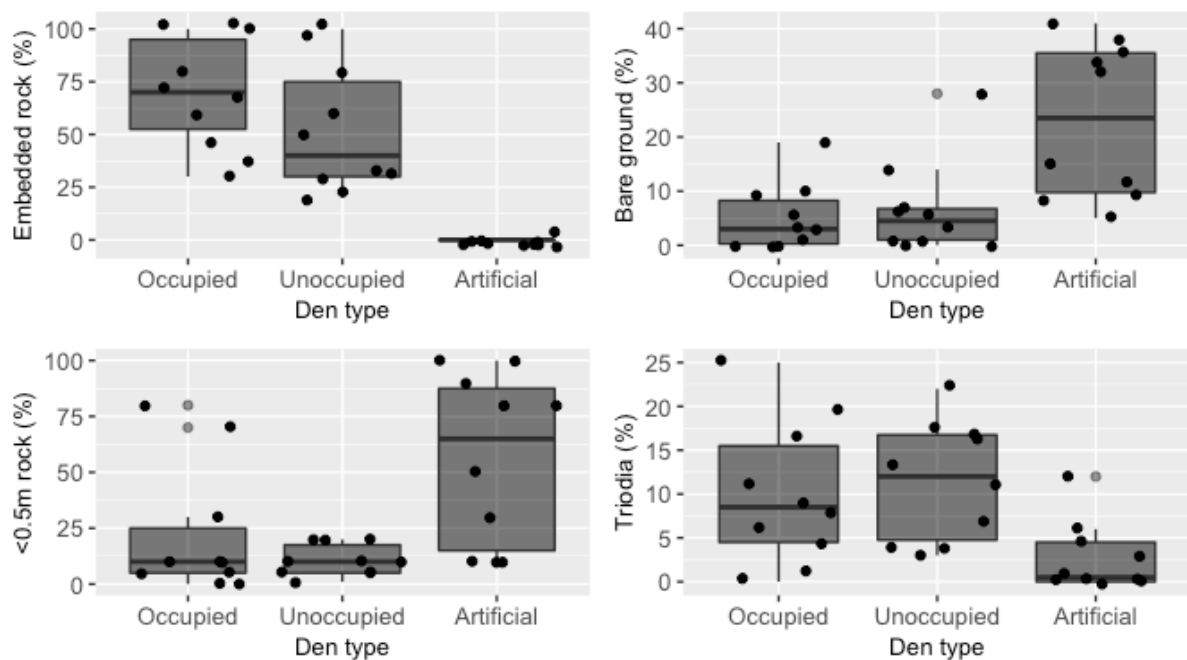 Embedded rock (%)
100
75
50
25
0
Occupied Unoccupied Artificial
Den type
Bare ground (%)
40
30
20
10
0
Occupied Unoccupied Artificial
Den type
<0.5m rock (%)
100
75
50
25
0
Occupied Unoccupied Artificial
Den type
Triodia (%)
25
20
15
10
5
0
Occupied Unoccupied Artificial
Den type